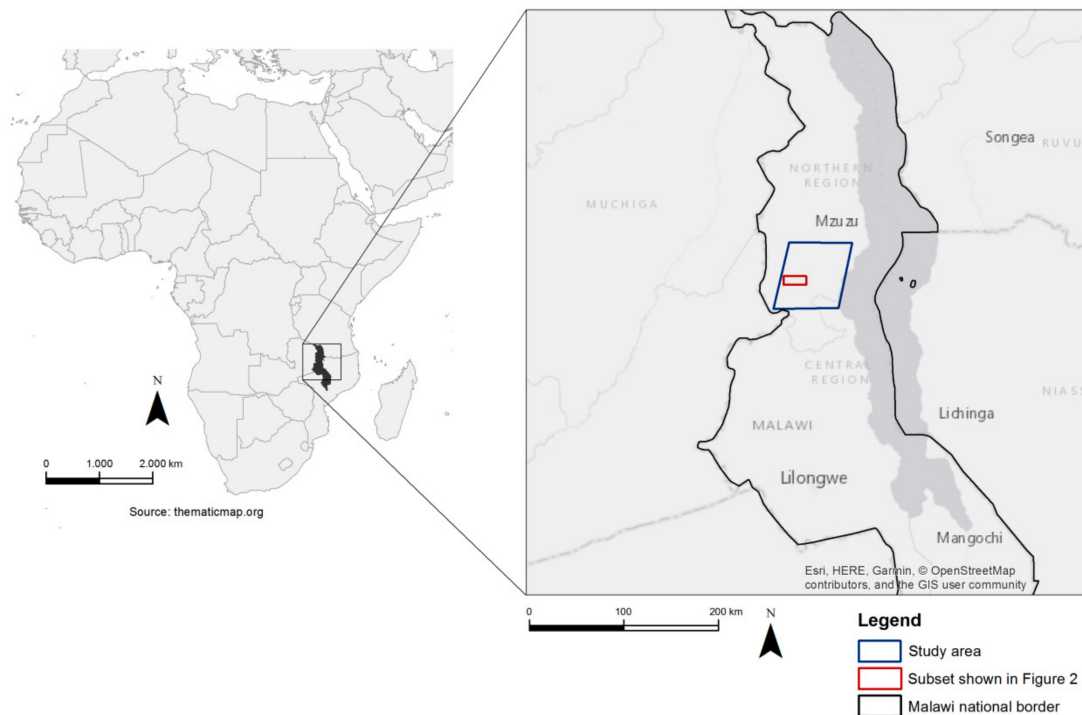 N
0 1.000 2.000 km
Source: thematicmap.org
Songea
RUVU
NORTHERN
REGION
MUCHIGA
Mzuzu
CENTRAL
REGION
NIASS
Lichinga
MALAWI
Lilongwe
Mangochi
Esri, HERE, Garmin, © OpenStreetMap
contributors, and the GIS user community
0 100 200 km
N
Legend
Study area
Subset shown in Figure 2
Malawi national border